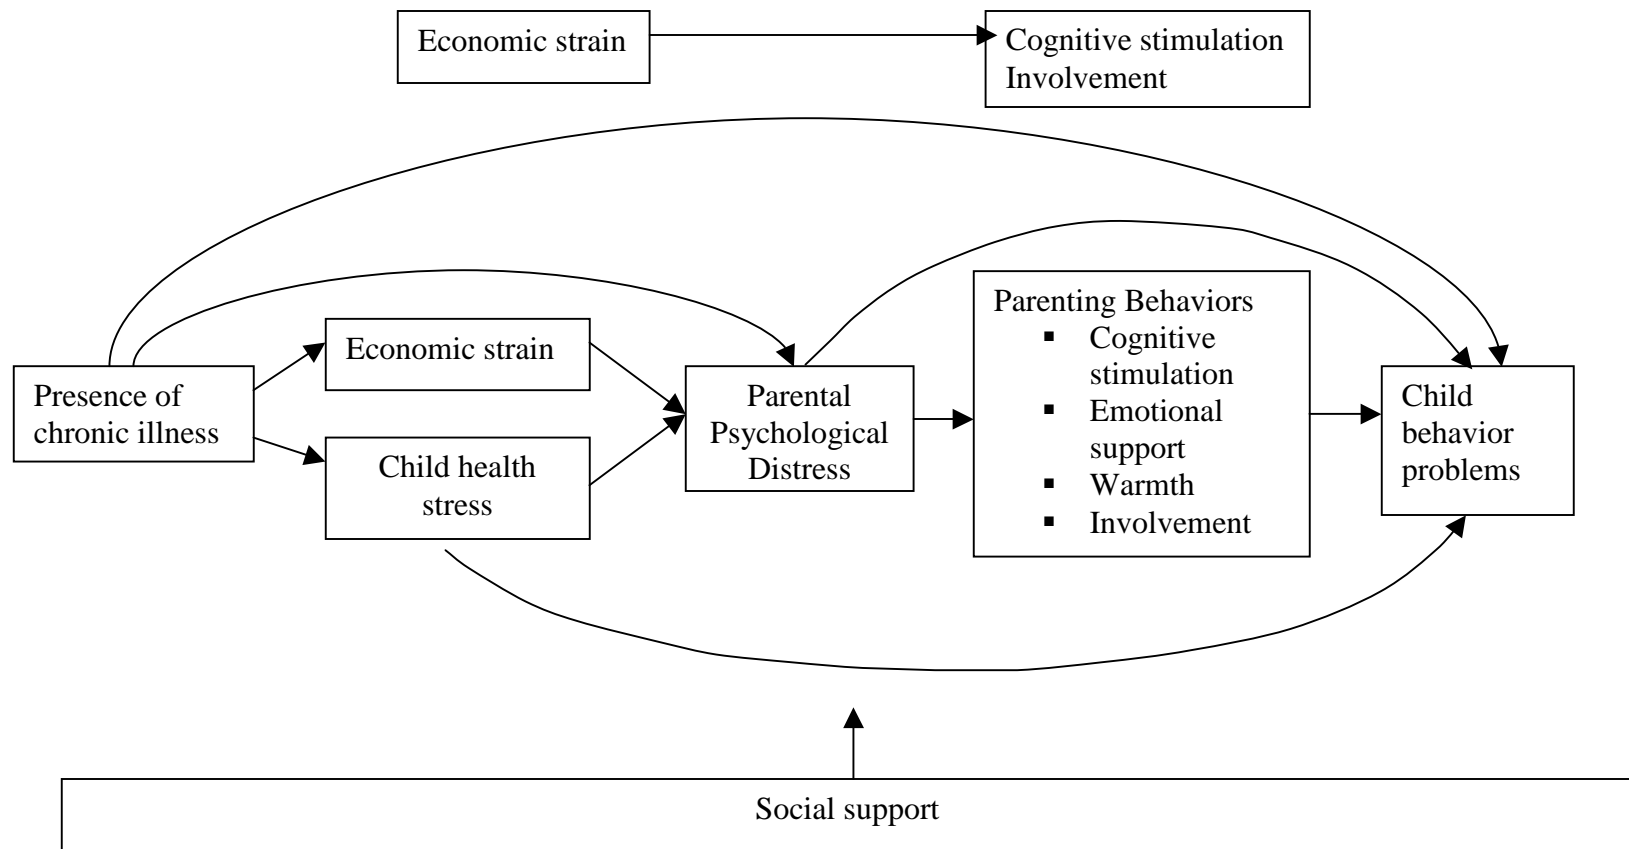 Economic strain
Cognitive stimulation
Involvement
Presence of
chronic illness
Economic strain
Child health
stress
Parental
Psychological
Distress
Parenting Behaviors
▪ Cognitive
stimulation
▪ Emotional
support
▪ Warmth
▪ Involvement
Child
behavior
problems
Social support